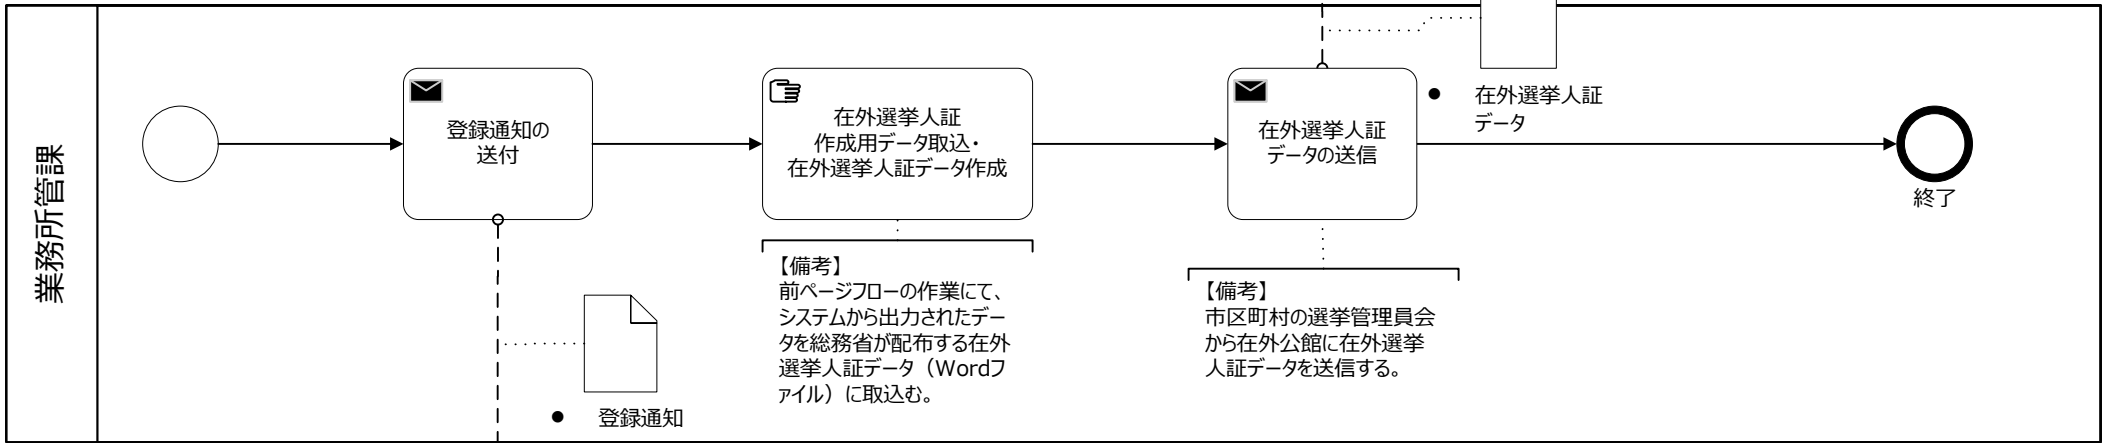 業務所管課
登録通知の
送付
● 登録通知
在外選挙人証
作成用データ取込・
在外選挙人証データ作成
【備考】
前ページフローの作業にて、
システムから出力されたデー
タを総務省が配布する在外
選挙人証データ（Wordフ
ァイル）に取込む。
在外選挙人証
データの送信
● 在外選挙人証
データ
【備考】
市区町村の選挙管理員会
から在外公館に在外選挙
人証データを送信する。
終了